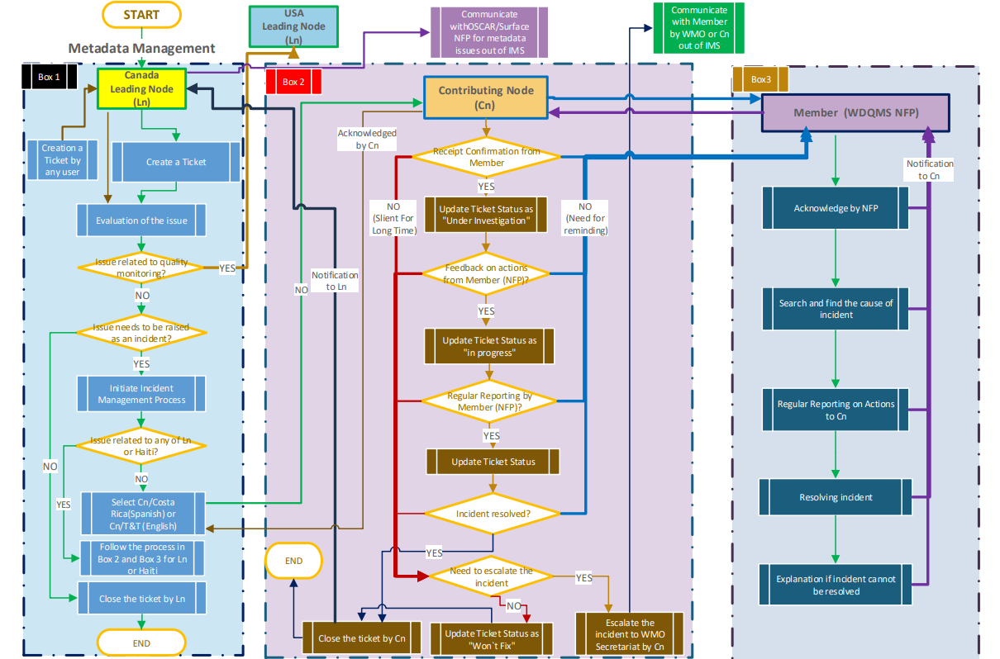 START
Metadata Management
USA
Leading Node
(Ln)
Communicate
withOSCAR/Surface
NFP for metadata
issues out of IMS
Communicate
with Member
by WMO or Cn
out of IMS
Box 1
Canada
Leading Node
(Ln)
Creation a
Ticket by
any user
Create a Ticket
Evaluation of the issue
Issue related to quality
monitoring?
YES
NO
Issue needs to be raised
as an incident?
YES
Initiate Incident
Management Process
Issue related to any of Ln
or Haiti?
NO
NO
YES
Select Cn/Costa
Rica(Spanish) or
Cn/T&T (English)
Follow the process in
Box 2 and Box 3 for Ln
or Haiti
Close the ticket by Ln
END
Box 2
Contributing Node
(Cn)
Acknowledged
by Cn
Receipt Confirmation from
Member
YES
NO
(Slient For
Long Time)
Update Ticket Status as
"Under Investigation"
NO
(Need for
reminding)
Feedback on actions
from Member (NFP)?
Notification
to Ln
NO
YES
Update Ticket Status as
"in progress"
Regular Reporting by
Member (NFP)?
YES
Update Ticket Status
Incident resolved?
YES
END
Need to escalate the
incident
YES
NO
Close the ticket by Cn
Update Ticket Status as
"Won`t Fix"
Escalate the
incident to WMO
Secretariat by Cn
Box3
Member (WDQMS NFP)
Notification
to Cn
Acknowledge by NFP
Search and find the cause of
incident
Regular Reporting on Actions
to Cn
Resolving incident
Explanation if incident cannot
be resolved